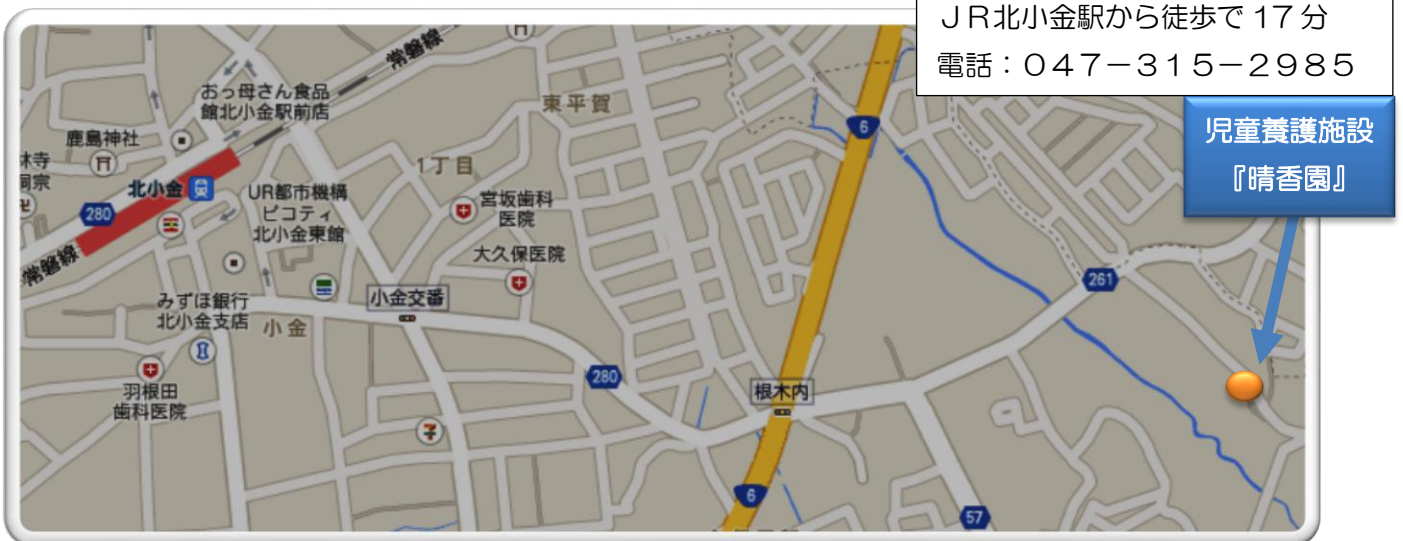 ＪＲ北小金駅から徒歩で 17 分
電話：０４７－３１５－２９８５
児童養護施設
『晴香園』
常磐線
おっ母さん食品
館北小金駅前店
東平賀
6
鹿島神社
1丁目
北小金
280
UR都市機構
ピコティ
北小金東館
宮坂歯科
医院
大久保医院
常磐線
261
みずほ銀行
北小金支店
小金
小金交番
280
根木内
羽根田
歯科医院
6
57